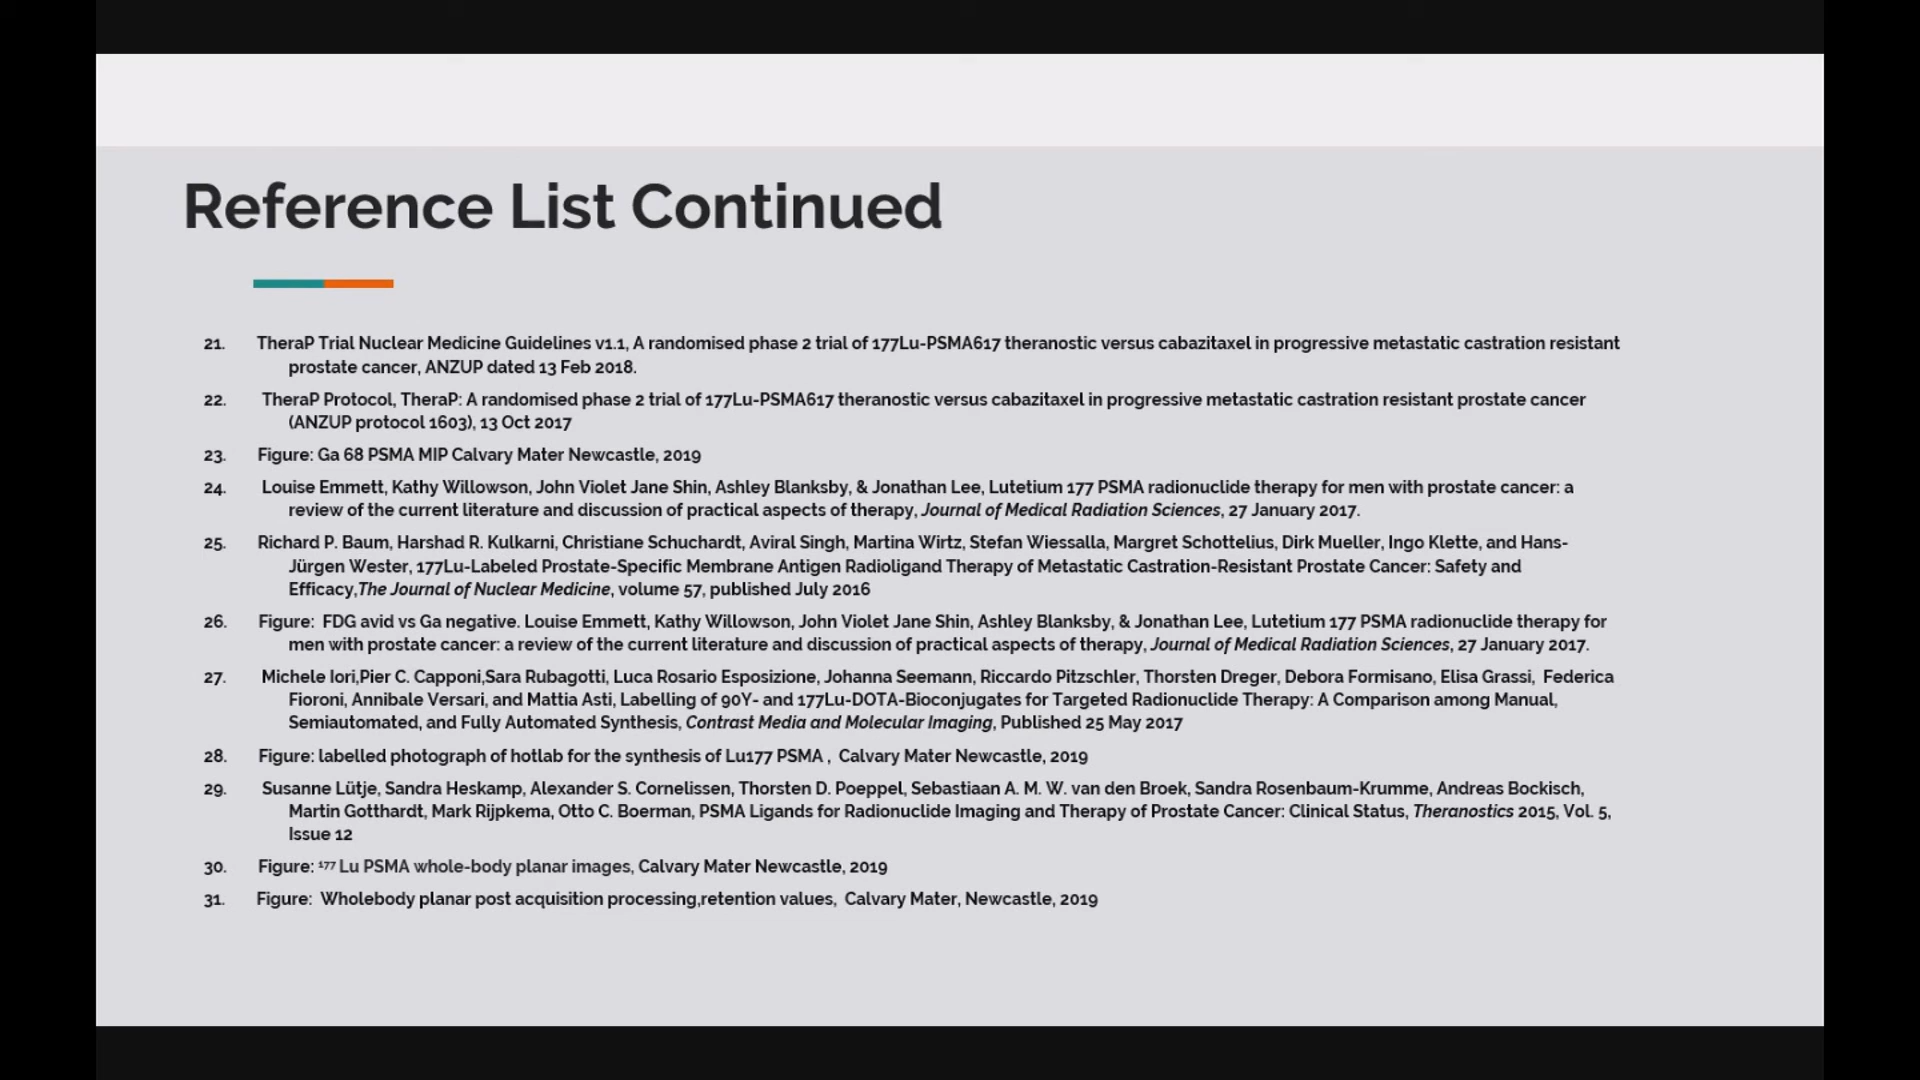 Reference List Continued
21. TheraP Trial Nuclear Medicine Guidelines v1.1, A randomised phase 2 trial of 177Lu-PSMA617 theranostic versus cabazitaxel in progressive metastatic castration resistant
prostate cancer, ANZUP dated 13 Feb 2018.
22. TheraP Protocol, TheraP: A randomised phase 2 trial of 177Lu-PSMA617 theranostic versus cabazitaxel in progressive metastatic castration resistant prostate cancer
(ANZUP protocol 1603), 13 Oct 2017
23. Figure: Ga 68 PSMA MIP Calvary Mater Newcastle, 2019
24. Louise Emmett, Kathy Willowson, John Violet Jane Shin, Ashley Blanksby, & Jonathan Lee, Lutetium 177 PSMA radionuclide therapy for men with prostate cancer: a
review of the current literature and discussion of practical aspects of therapy, Journal of Medical Radiation Sciences, 27 January 2017.
25. Richard P. Baum, Harshad R. Kulkarni, Christiane Schuchardt, Aviral Singh, Martina Wirtz, Stefan Wiessalla, Margret Schottelius, Dirk Mueller, Ingo Klette, and Hans-
Jürgen Wester, 177Lu-Labeled Prostate-Specific Membrane Antigen Radioligand Therapy of Metastatic Castration-Resistant Prostate Cancer: Safety and
Efficacy,The Journal of Nuclear Medicine, volume 57, published July 2016
26. Figure: FDG avid vs Ga negative. Louise Emmett, Kathy Willowson, John Violet Jane Shin, Ashley Blanksby, & Jonathan Lee, Lutetium 177 PSMA radionuclide therapy for
men with prostate cancer: a review of the current literature and discussion of practical aspects of therapy, Journal of Medical Radiation Sciences, 27 January 2017.
27. Michele Iori,Pier C. Capponi,Sara Rubagotti, Luca Rosario Esposizione, Johanna Seemann, Riccardo Pitzschler, Thorsten Dreger, Debora Formisano, Elisa Grassi, Federica
Fioroni, Annibale Versari, and Mattia Asti, Labelling of 90Y- and 177Lu-DOTA-Bioconjugates for Targeted Radionuclide Therapy: A Comparison among Manual,
Semiautomated, and Fully Automated Synthesis, Contrast Media and Molecular Imaging, Published 25 May 2017
28. Figure: labelled photograph of hotlab for the synthesis of Lu177 PSMA , Calvary Mater Newcastle, 2019
29. Susanne Lütje, Sandra Heskamp, Alexander S. Cornelissen, Thorsten D. Poeppel, Sebastiaan A. M. W. van den Broek, Sandra Rosenbaum-Krumme, Andreas Bockisch,
Martin Gotthardt, Mark Rijpkema, Otto C. Boerman, PSMA Ligands for Radionuclide Imaging and Therapy of Prostate Cancer: Clinical Status, Theranostics 2015, Vol. 5,
Issue 12
30. Figure: ¹⁷⁷ Lu PSMA whole-body planar images, Calvary Mater Newcastle, 2019
31. Figure: Wholebody planar post acquisition processing,retention values, Calvary Mater, Newcastle, 2019